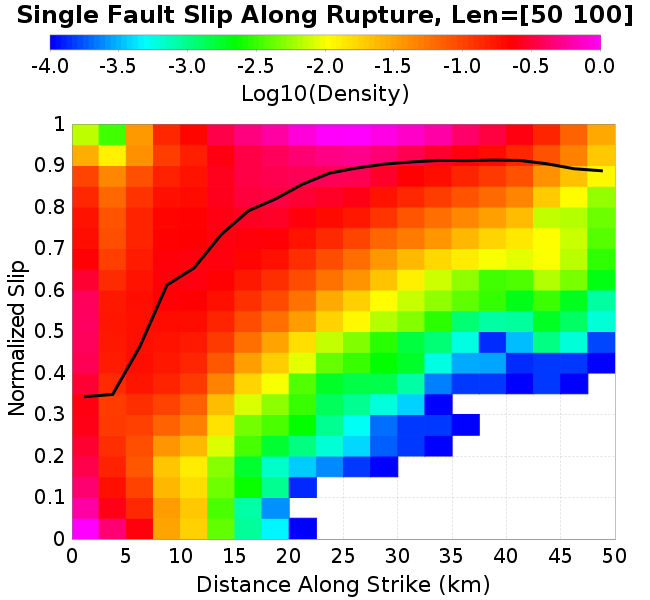 Single Fault Slip Along Rupture, Len=[50 100]
-4.0 -3.5 -3.0 -2.5 -2.0 -1.5 -1.0 -0.5 0.0
Log10(Density)
1
0.9
0.8
0.7
0.6
0.5
0.4
0.3
0.2
0.1
0
Normalized Slip
0 5 10 15 20 25 30 35 40 45 50
Distance Along Strike (km)